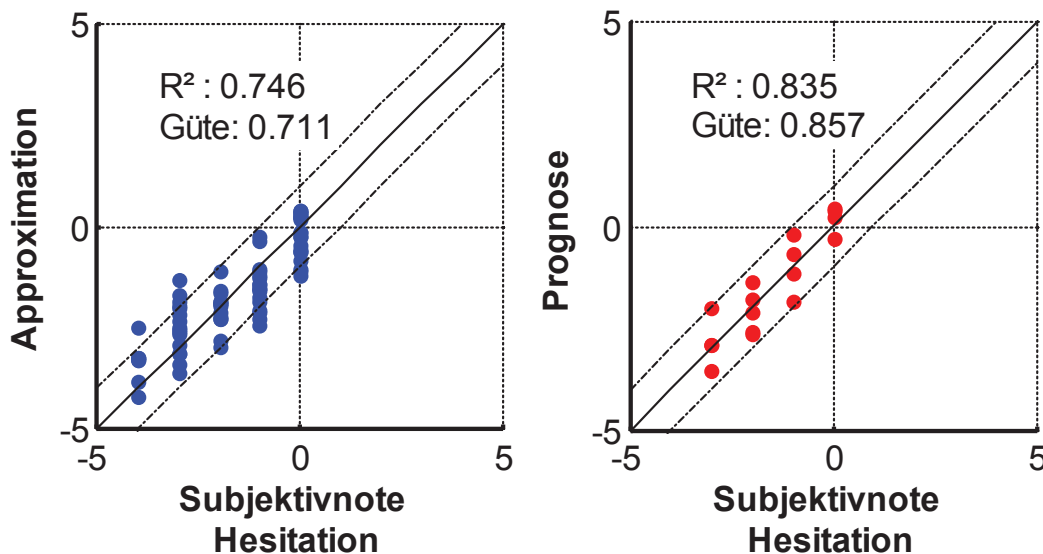 5
R² : 0.746
Güte: 0.711
Approximation
0
-5
-5
0
5
Subjektivnote
Hesitation
5
R² : 0.835
Güte: 0.857
Prognose
0
-5
-5
0
5
Subjektivnote
Hesitation